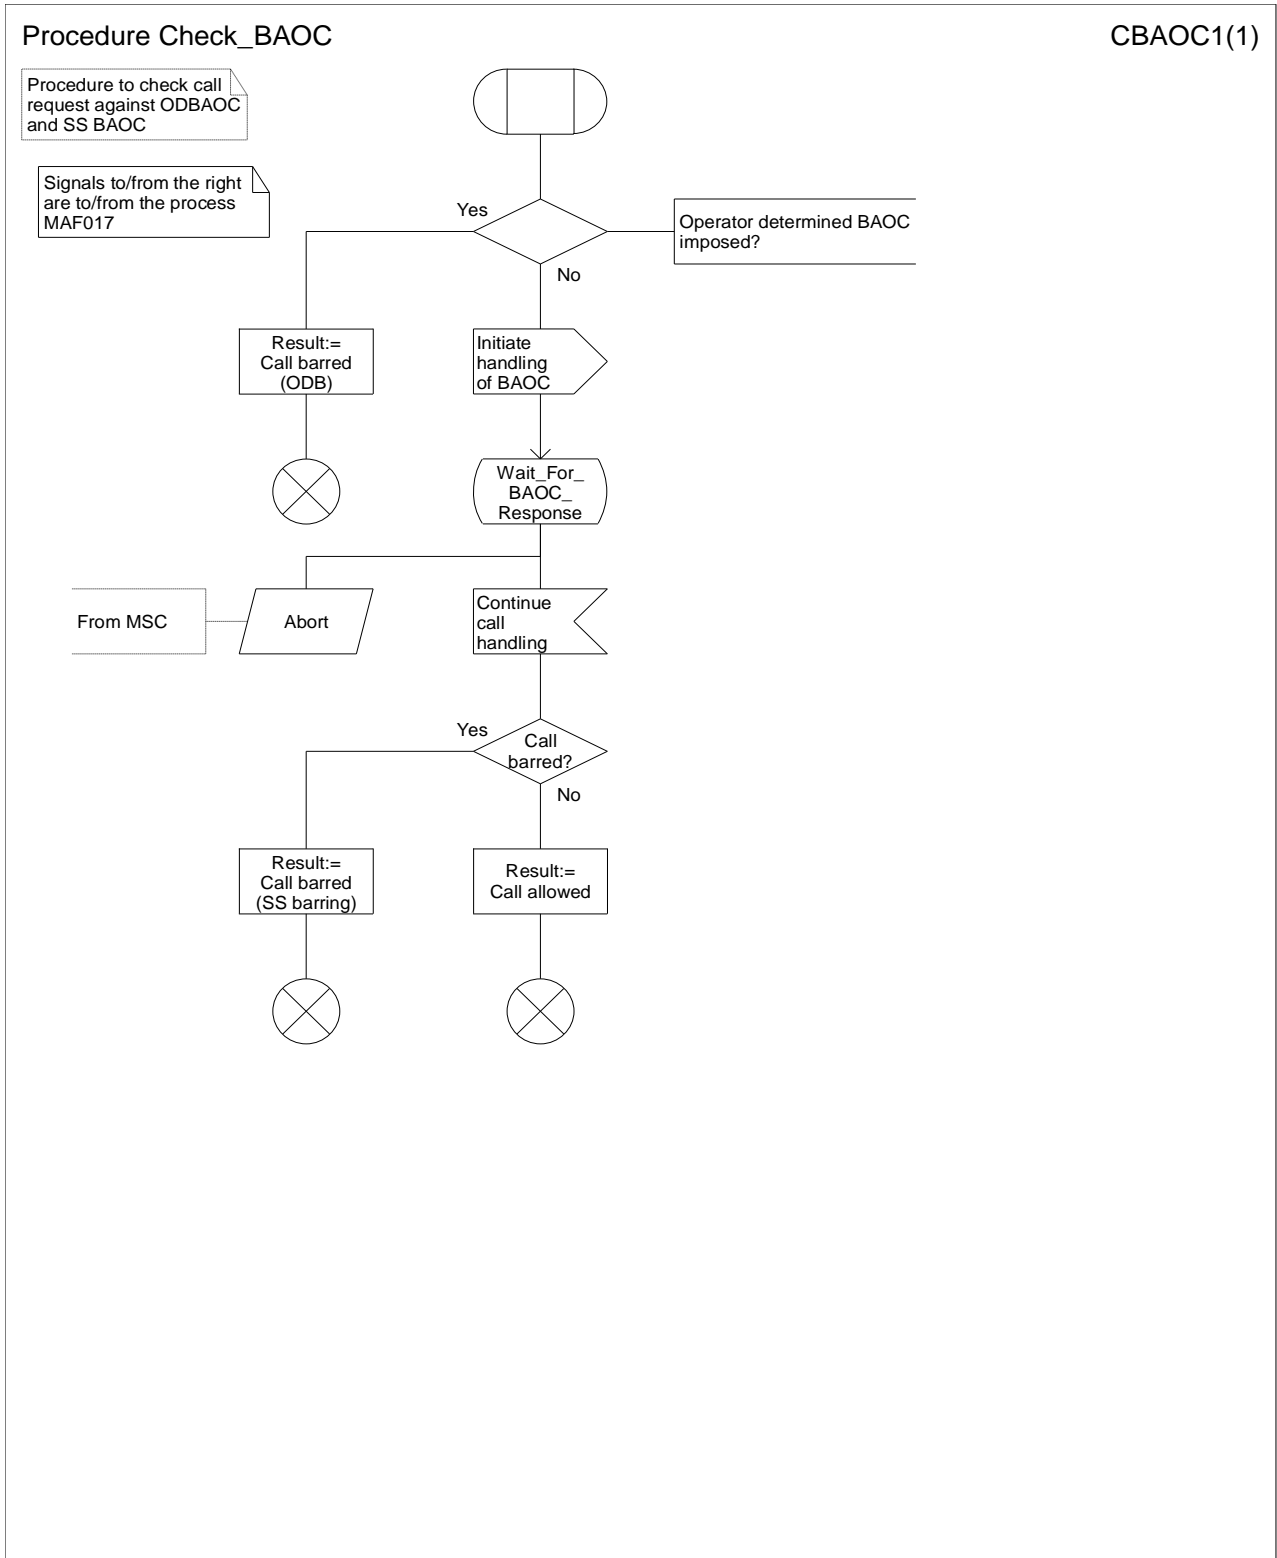 Procedure Check_BAOC
CBAOC1(1)
Procedure to check call
request against ODBAOC
and SS BAOC
Signals to/from the right
are to/from the process
MAF017
Yes
Operator determined BAOC
imposed?
No
Result:=
Call barred
(ODB)
Initiate
handling
of BAOC
Wait_For_
BAOC_
Response
From MSC
Abort
Continue
call
handling
Yes
Call
barred?
No
Result:=
Call barred
(SS barring)
Result:=
Call allowed